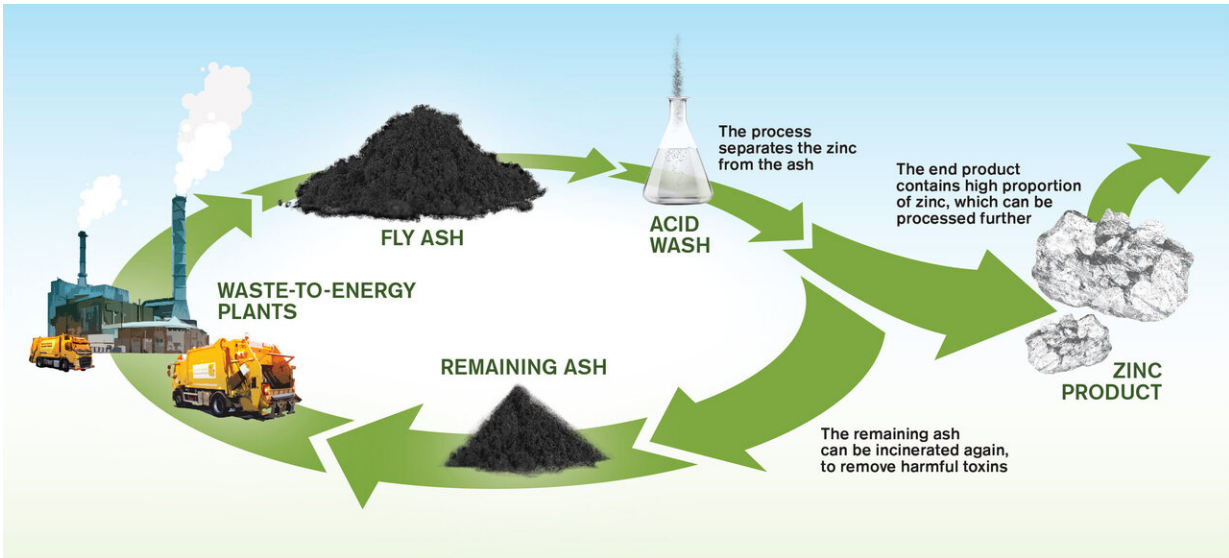 FLY ASH
ACID
WASH
The process
separates the zinc
from the ash
The end product
contains high proportion
of zinc, which can be
processed further
WASTE-TO-ENERGY
PLANTS
REMAINING ASH
ZINC
PRODUCT
The remaining ash
can be incinerated again,
to remove harmful toxins